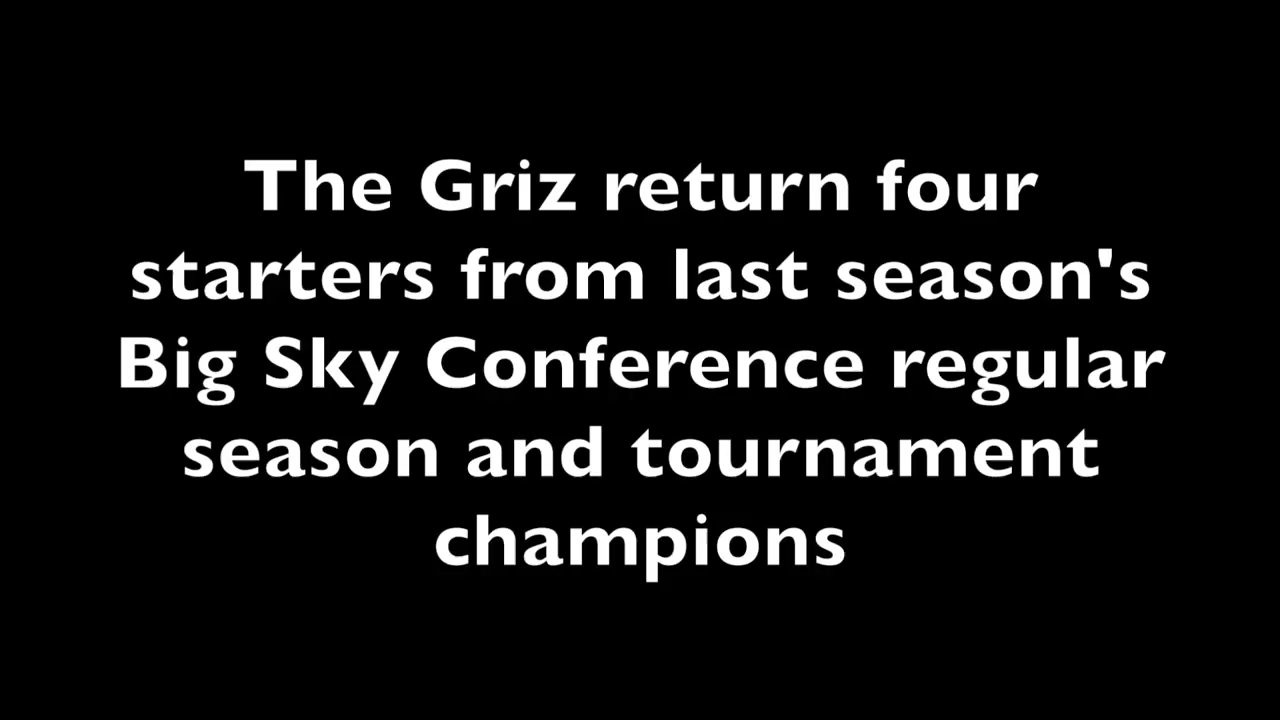 The Griz return four
starters from last season's
Big Sky Conference regular
season and tournament
champions